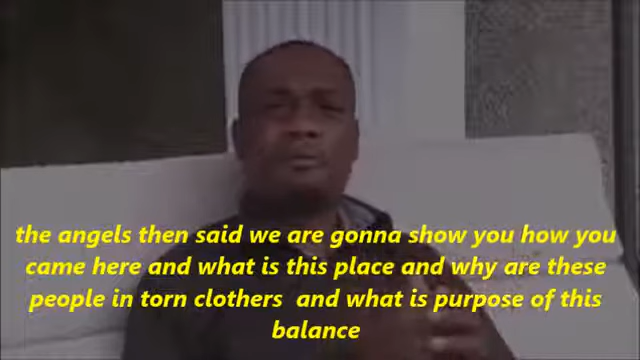 the angels then said we are gonna show you how you
came here and what is this place and why are these
people in torn clothers and what is purpose of this
balance